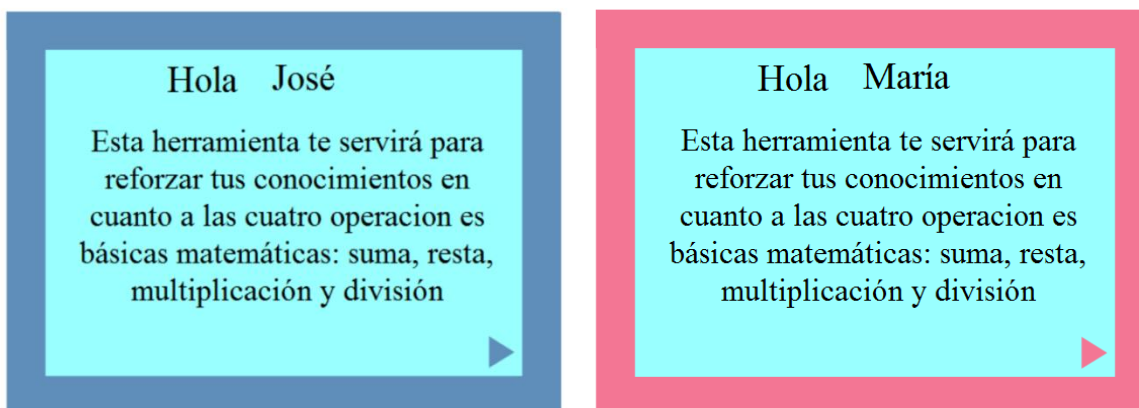 Hola José
Esta herramienta te servirá para
reforzar tus conocimientos en
cuanto a las cuatro operacion es
básicas matemáticas: suma, resta,
multiplicación y división
Hola María
Esta herramienta te servirá para
reforzar tus conocimientos en
cuanto a las cuatro operacion es
básicas matemáticas: suma, resta,
multiplicación y división